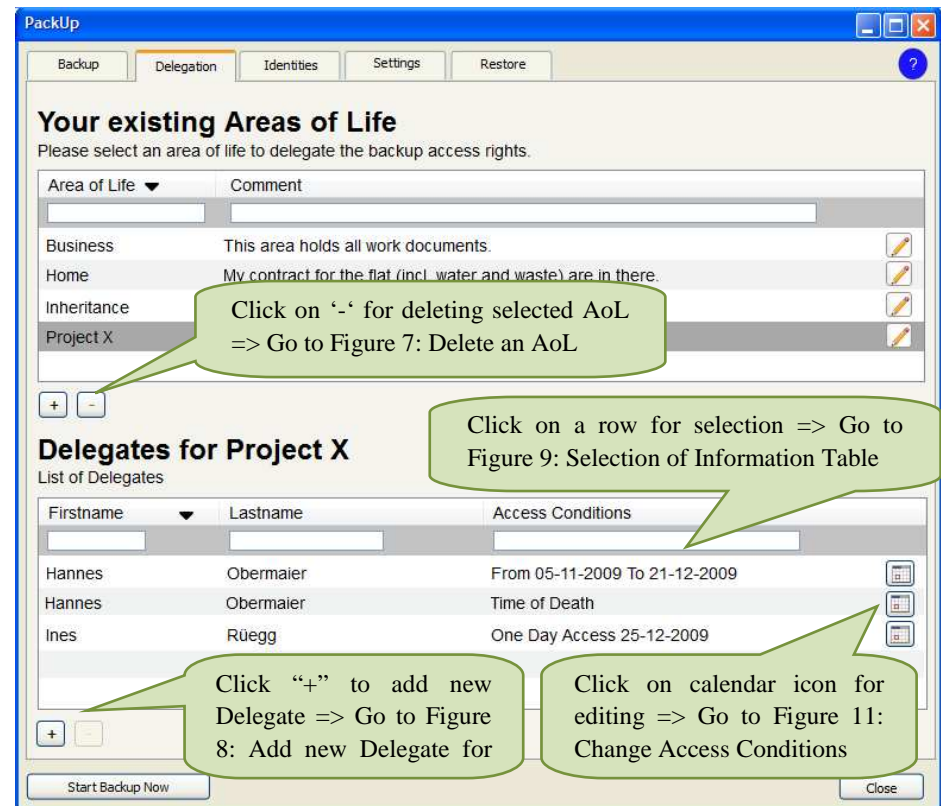 PackUp
Backup Delegation Identities Settings Restore ?
Your existing Areas of Life
Please select an area of life to delegate the backup access rights.
Area of Life Comment
Business This area holds all work documents.
Home My contract for the flat (incl. water and waste) are in there.
Inheritance
Project X
Click on ‘-‘ for deleting selected AoL
=> Go to Figure 7: Delete an AoL
+ -
Click on a row for selection => Go to
Figure 9: Selection of Information Table
Delegates for Project X
List of Delegates
Firstname Lastname Access Conditions
Hannes Obermaier From 05-11-2009 To 21-12-2009
Hannes Obermaier Time of Death
Ines Rüegg One Day Access 25-12-2009
Click “+” to add new
Delegate => Go to Figure
8: Add new Delegate for
Click on calendar icon for
editing => Go to Figure 11:
Change Access Conditions
+ -
Start Backup Now Close